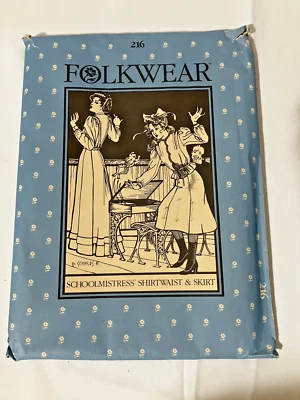 216
FOLKWEAR
SCHOOLMISTRESS' SHIRTWAIST & SKIRT
216